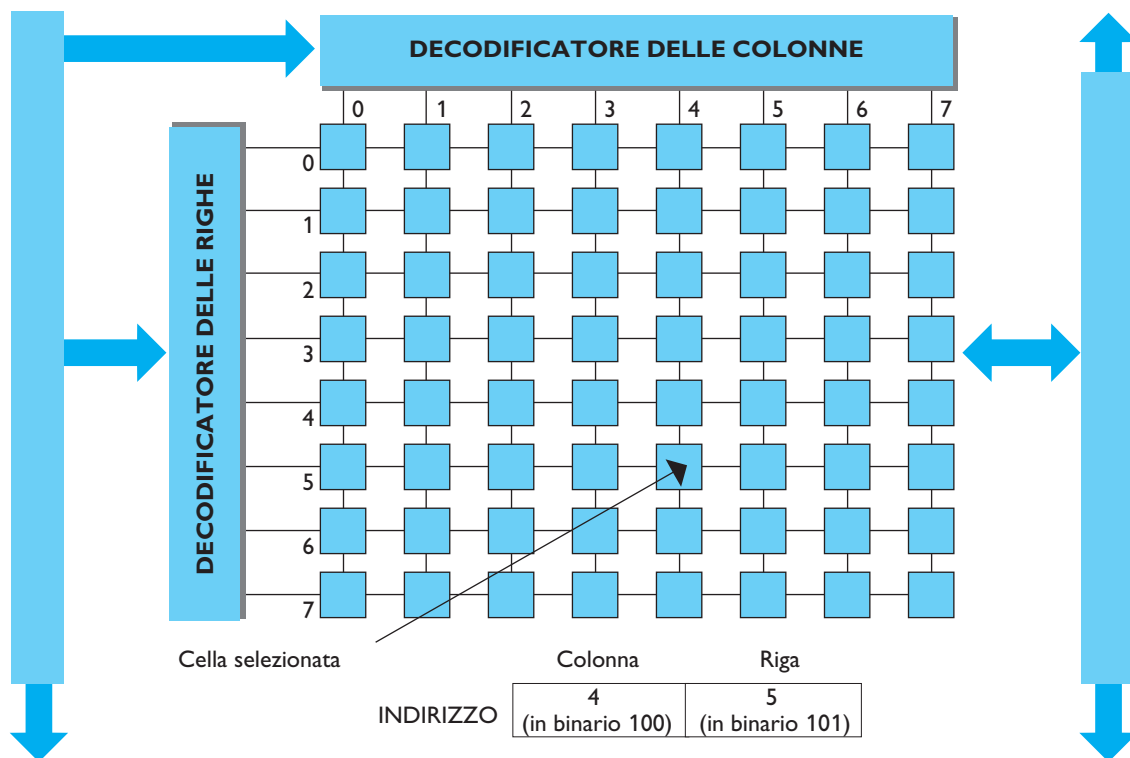 DECODIFICATORE DELLE COLONNE
0 1 2 3 4 5 6 7
DECODIFICATORE DELLE RIGHE
0
1
2
3
4
5
6
7
Cella selezionata
Colonna Riga
INDIRIZZO
4 5
(in binario 100) (in binario 101)